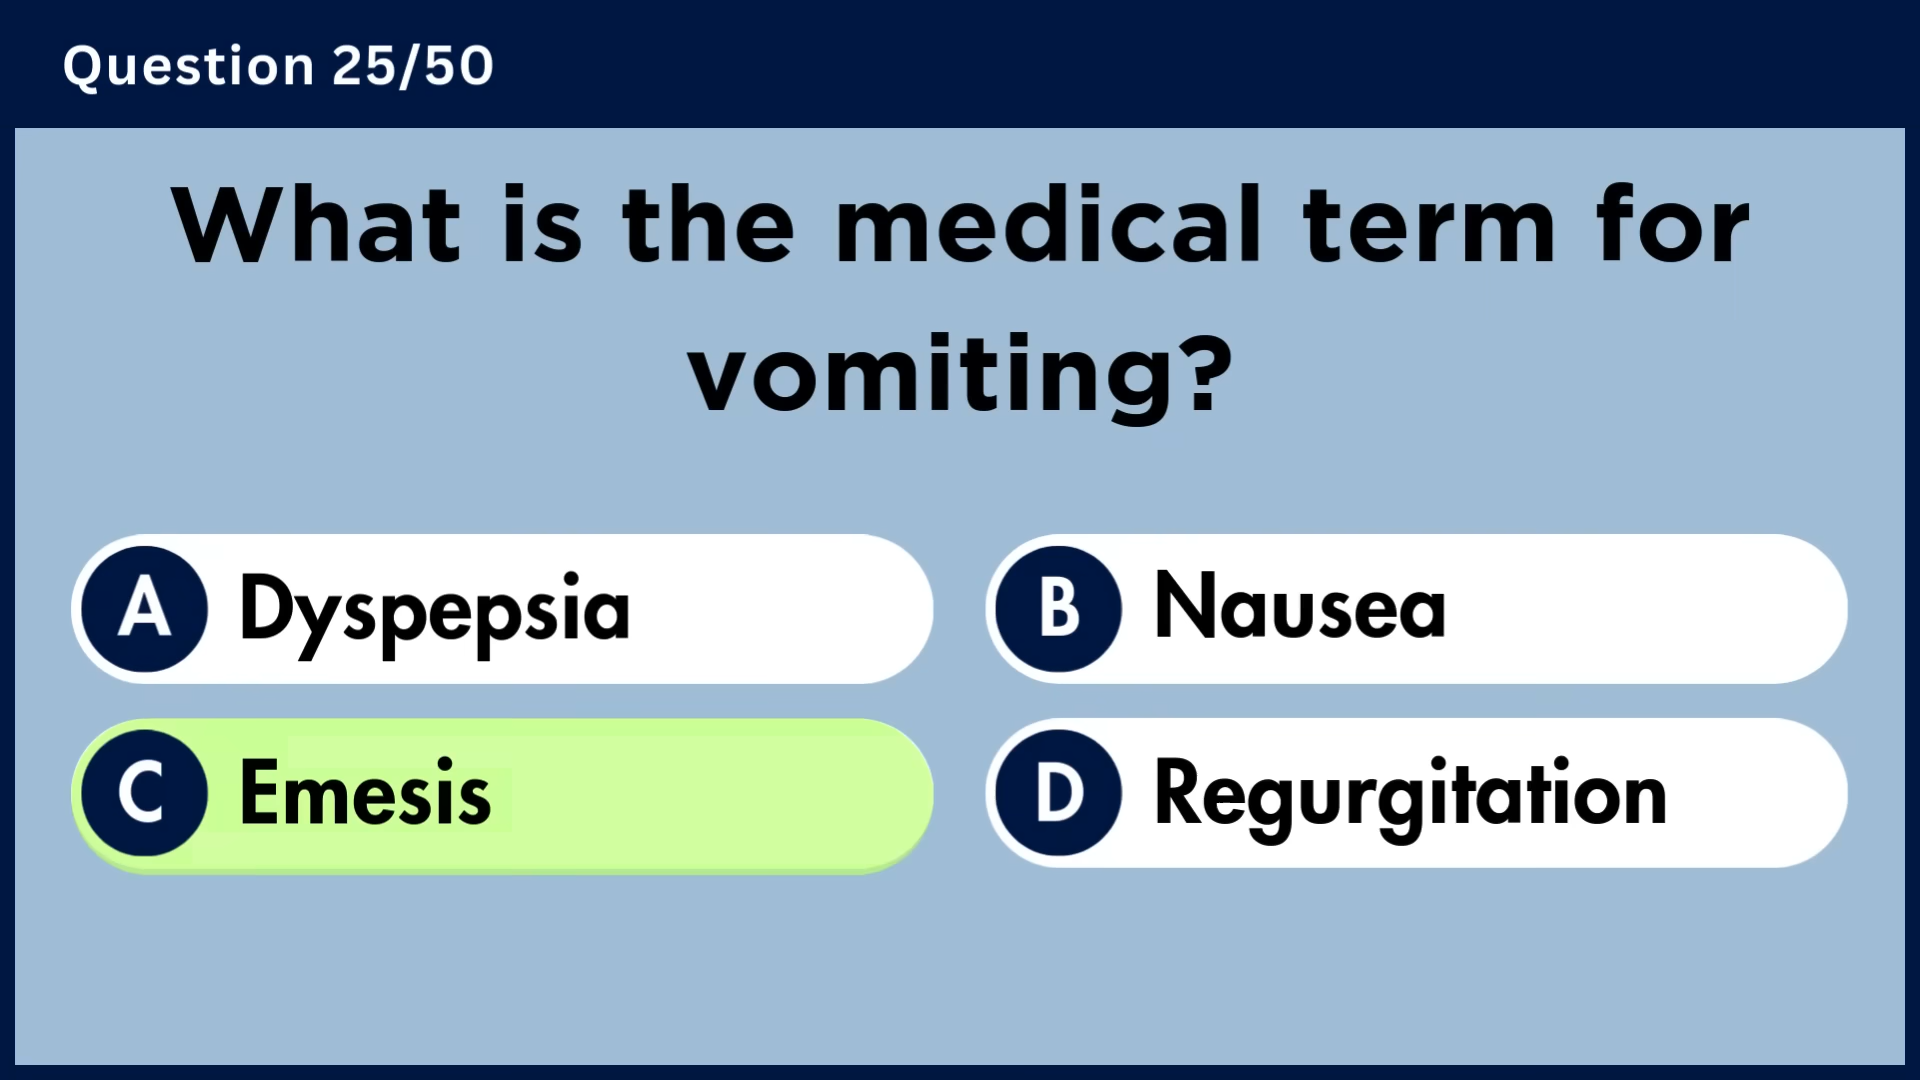 Question 25/50
What is the medical term for
vomiting?
A Dyspepsia
B Nausea
C Emesis
D Regurgitation